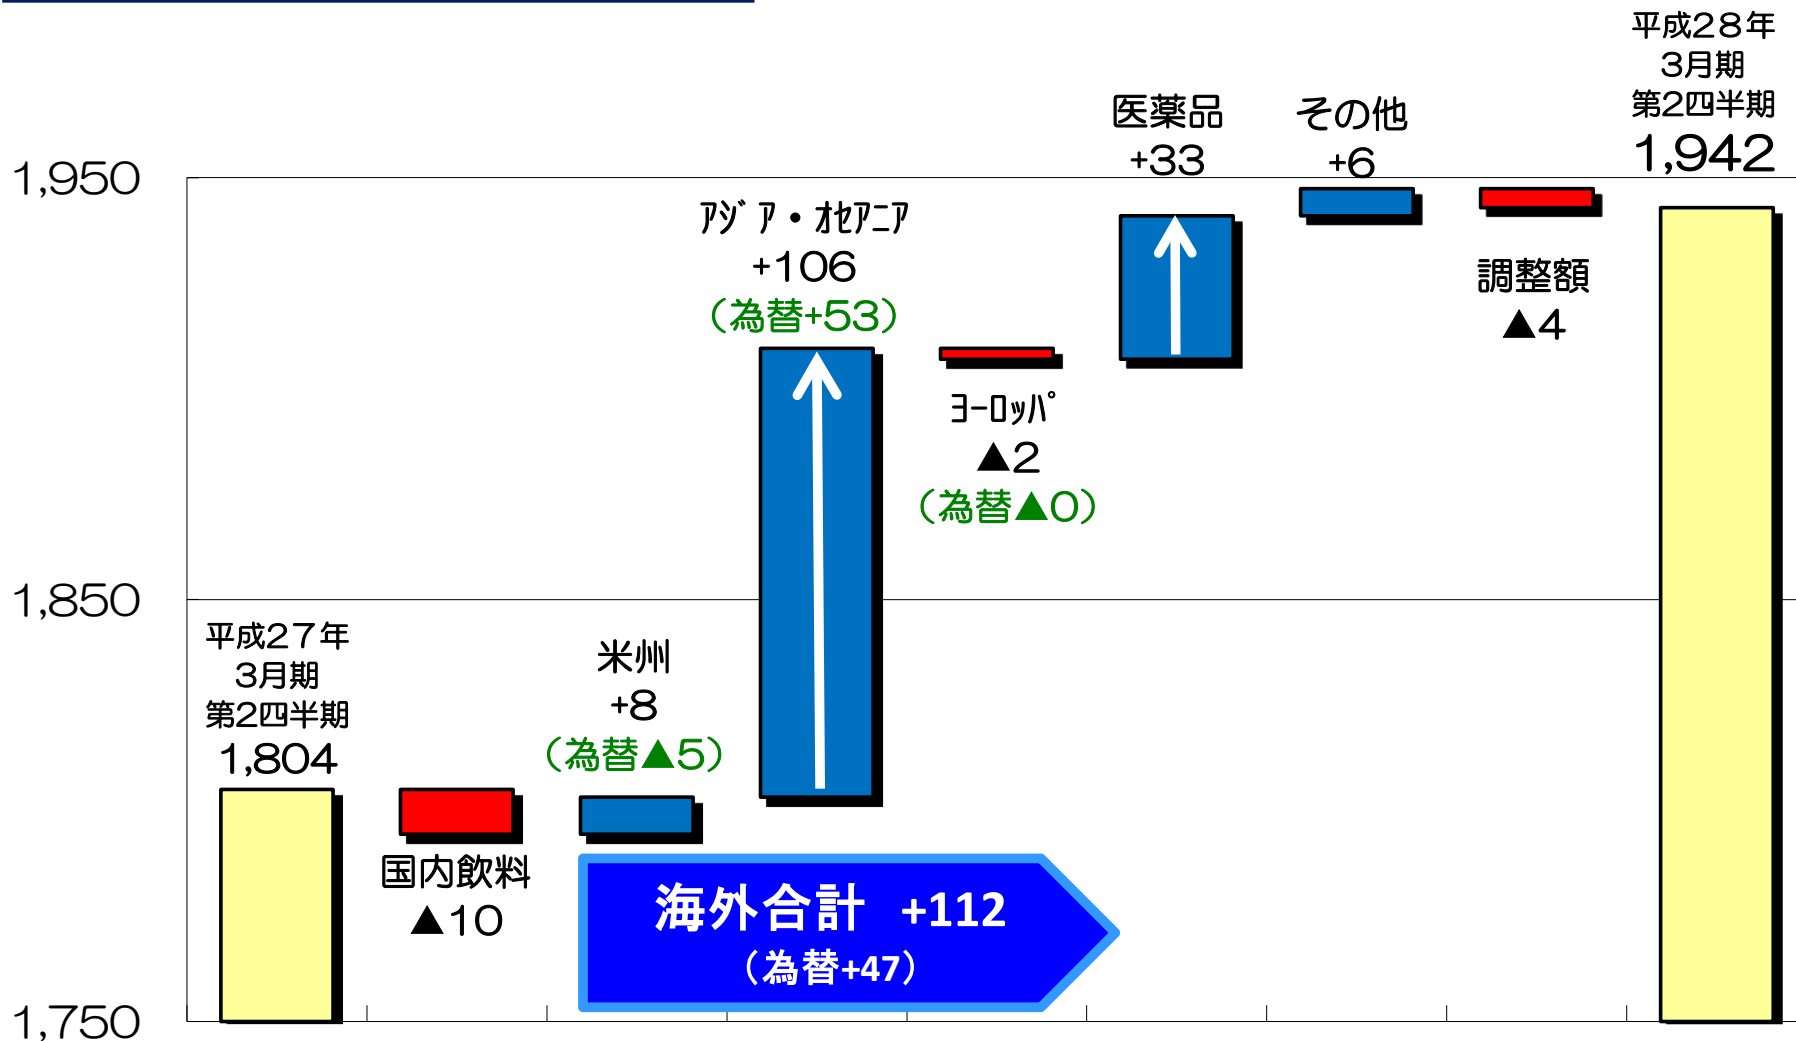 1,950
1,850
1,750
平成27年
3月期
第2四半期
1,804
国内飲料
▲10
米州
+8
（為替▲5）
ｱｼﾞｱ・ｵｾｱﾆｱ
+106
（為替+53）
ﾖｰﾛｯﾊﾟ
▲2
（為替▲0）
医薬品
+33
その他
+6
調整額
▲4
平成28年
3月期
第2四半期
1,942
海外合計 +112
（為替+47）